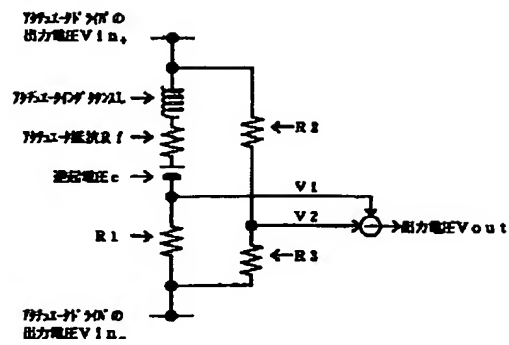 アクチュエータドライバの
出力電圧Vin+
アクチュエータインダクタンスL
アクチュエータ抵抗Rf
逆起電圧e
R1
R2
R3
V1
V2
出力電圧Vout
アクチュエータドライバの
出力電圧Vin-